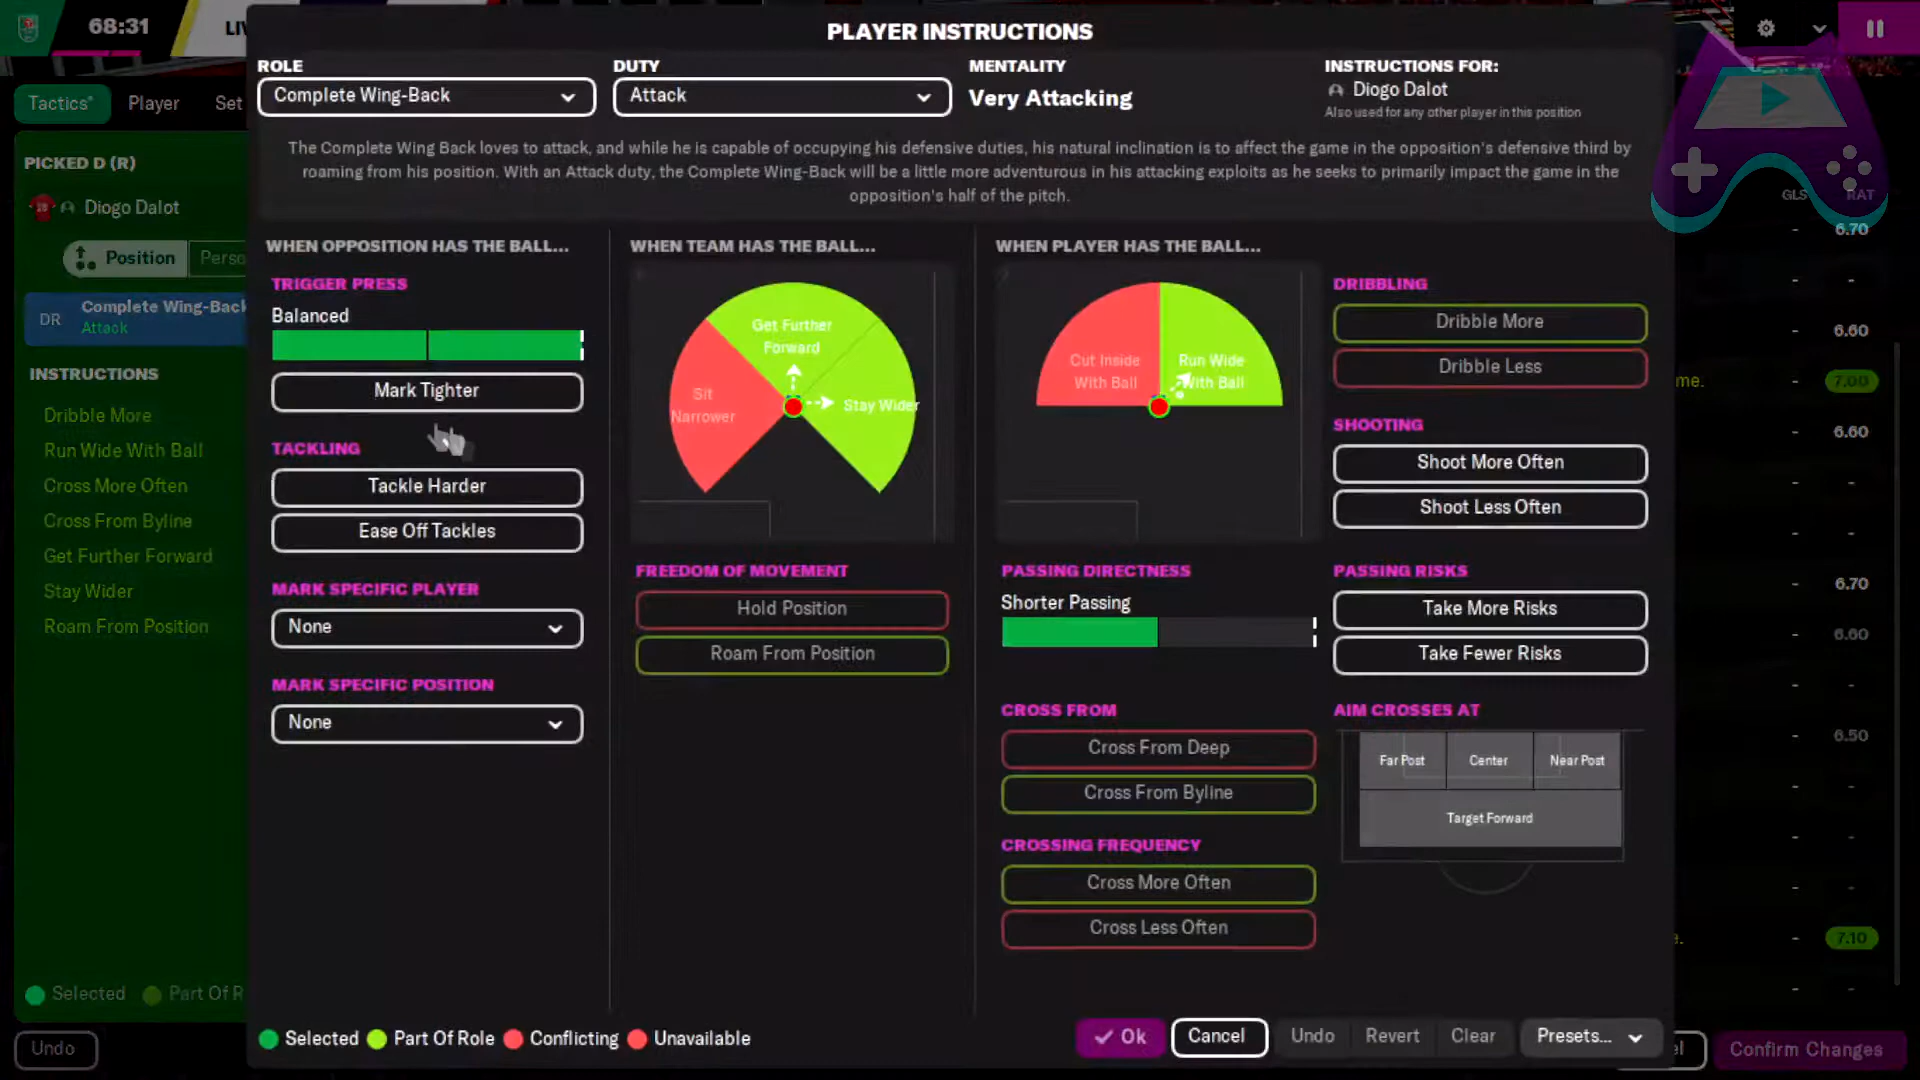 68:31
LIV
PLAYER INSTRUCTIONS
ROLE
Complete Wing-Back
DUTY
Attack
MENTALITY
Very Attacking
INSTRUCTIONS FOR:
Diogo Dalot
Also used for any other player in this position
Tactics*
Player
Set
The Complete Wing Back loves to attack, and while he is capable of occupying his defensive duties, his natural inclination is to affect the game in the opposition's defensive third by
roaming from his position. With an Attack duty, the Complete Wing-Back will be a little more adventurous in his attacking exploits as he seeks to primarily impact the game in the
opposition's half of the pitch.
PICKED D (R)
Diogo Dalot
Position
Perso
DR
Complete Wing-Back
Attack
INSTRUCTIONS
Dribble More
Run Wide With Ball
Cross More Often
Cross From Byline
Get Further Forward
Stay Wider
Roam From Position
Selected
Part Of R
Undo
WHEN OPPOSITION HAS THE BALL...
TRIGGER PRESS
Balanced
Mark Tighter
TACKLING
Tackle Harder
Ease Off Tackles
MARK SPECIFIC PLAYER
None
MARK SPECIFIC POSITION
None
WHEN TEAM HAS THE BALL...
Get Further
Forward
Sit
Narrower
Stay Wider
FREEDOM OF MOVEMENT
Hold Position
Roam From Position
WHEN PLAYER HAS THE BALL...
Cut Inside
With Ball
Run Wide
With Ball
PASSING DIRECTNESS
Shorter Passing
CROSS FROM
Cross From Deep
Cross From Byline
CROSSING FREQUENCY
Cross More Often
Cross Less Often
DRIBBLING
Dribble More
Dribble Less
SHOOTING
Shoot More Often
Shoot Less Often
PASSING RISKS
Take More Risks
Take Fewer Risks
AIM CROSSES AT
Far Post
Center
Near Post
Target Forward
GLS
RAT
- 6.70
- -
- 6.60
me. - 7.00
- 6.60
- -
- 6.70
- 6.60
- -
- 6.50
- -
- -
- -
. - 7.10
- -
Selected
Part Of Role
Conflicting
Unavailable
Ok
Cancel
Undo
Revert
Clear
Presets...
el
Confirm Changes